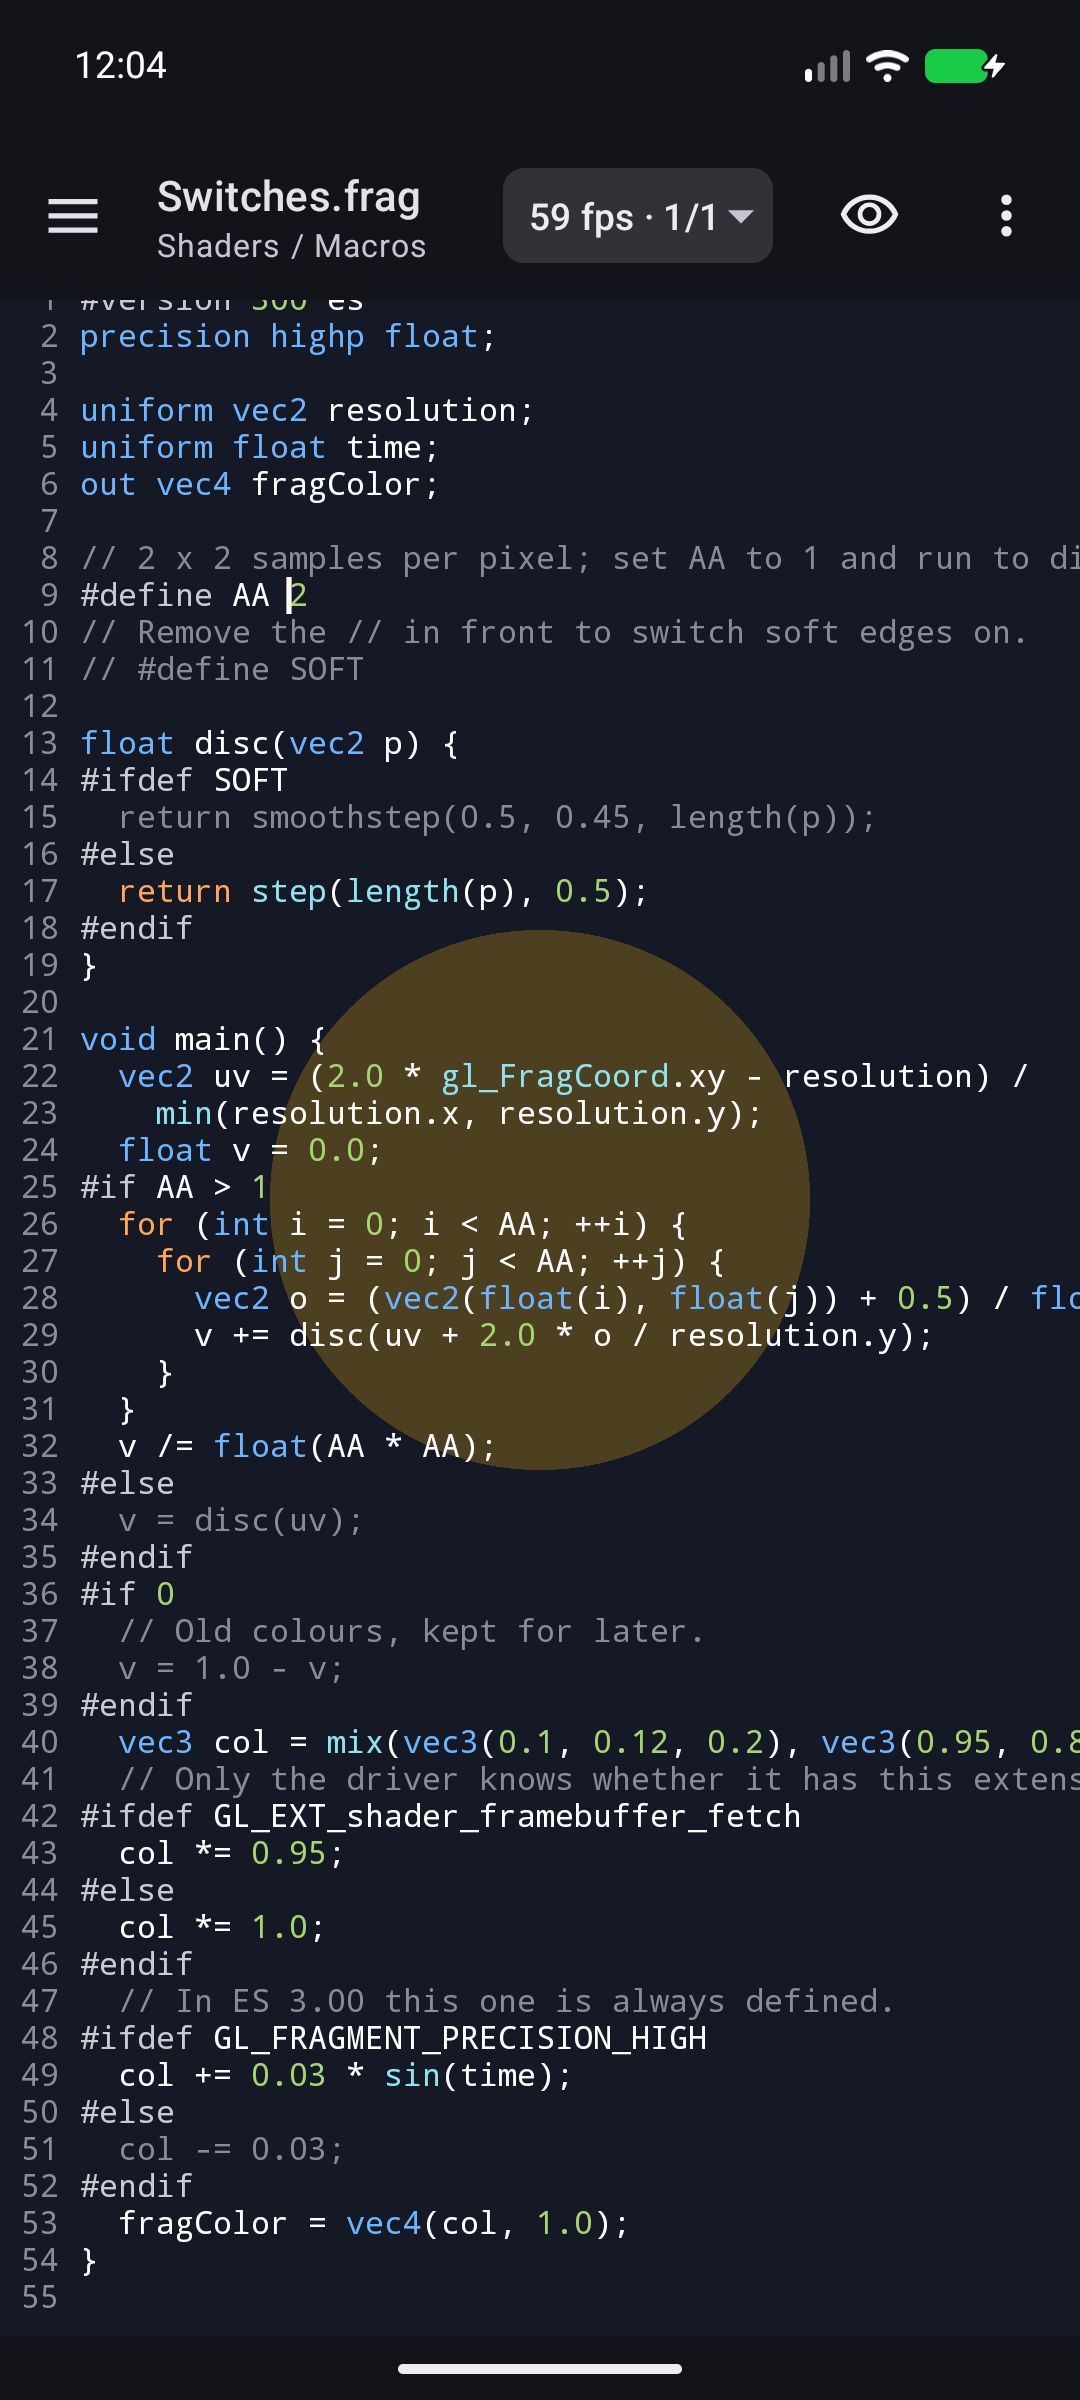 12:04
Switches.frag
Shaders / Macros
59 fps · 1/1
1 #version 300 es
2 precision highp float;
3
4 uniform vec2 resolution;
5 uniform float time;
6 out vec4 fragColor;
7
8 // 2 x 2 samples per pixel; set AA to 1 and run to di
9 #define AA 2
10 // Remove the // in front to switch soft edges on.
11 // #define SOFT
12
13 float disc(vec2 p) {
14 #ifdef SOFT
15   return smoothstep(0.5, 0.45, length(p));
16 #else
17   return step(length(p), 0.5);
18 #endif
19 }
20
21 void main() {
22   vec2 uv = (2.0 * gl_FragCoord.xy - resolution) /
23     min(resolution.x, resolution.y);
24   float v = 0.0;
25 #if AA > 1
26   for (int i = 0; i < AA; ++i) {
27     for (int j = 0; j < AA; ++j) {
28       vec2 o = (vec2(float(i), float(j)) + 0.5) / flo
29       v += disc(uv + 2.0 * o / resolution.y);
30     }
31   }
32   v /= float(AA * AA);
33 #else
34   v = disc(uv);
35 #endif
36 #if 0
37   // Old colours, kept for later.
38   v = 1.0 - v;
39 #endif
40   vec3 col = mix(vec3(0.1, 0.12, 0.2), vec3(0.95, 0.8
41   // Only the driver knows whether it has this extens
42 #ifdef GL_EXT_shader_framebuffer_fetch
43   col *= 0.95;
44 #else
45   col *= 1.0;
46 #endif
47   // In ES 3.00 this one is always defined.
48 #ifdef GL_FRAGMENT_PRECISION_HIGH
49   col += 0.03 * sin(time);
50 #else
51   col -= 0.03;
52 #endif
53   fragColor = vec4(col, 1.0);
54 }
55